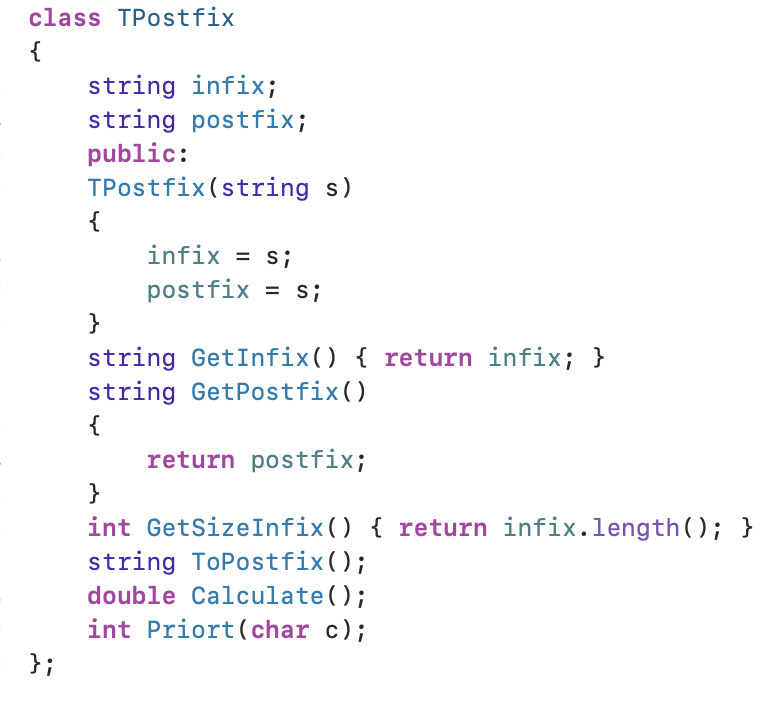 class TPostfix
{
    string infix;
    string postfix;
    public:
    TPostfix(string s)
    {
        infix = s;
        postfix = s;
    }
    string GetInfix() { return infix; }
    string GetPostfix()
    {
        return postfix;
    }
    int GetSizeInfix() { return infix.length(); }
    string ToPostfix();
    double Calculate();
    int Priort(char c);
};